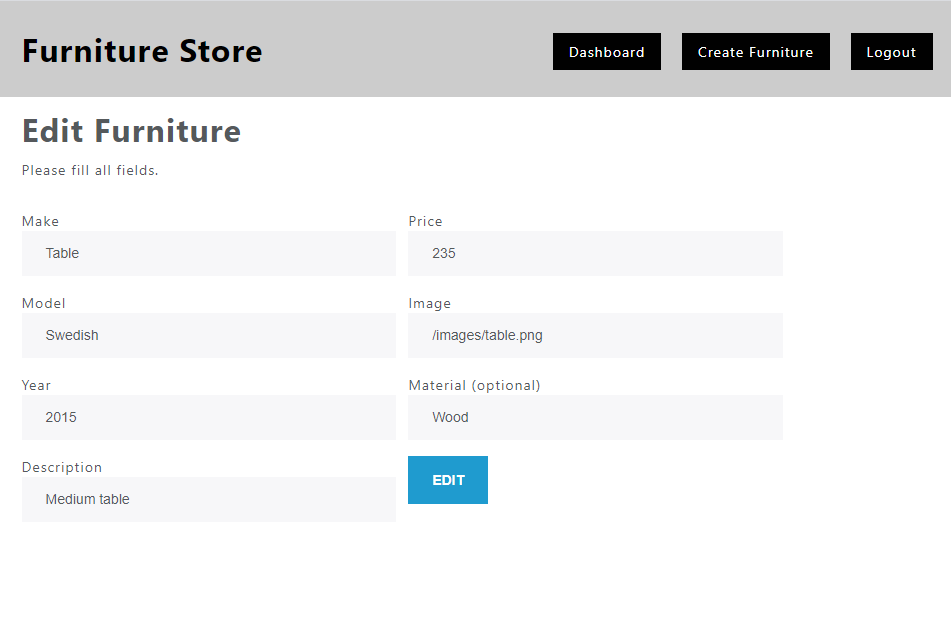 Furniture Store
Dashboard
Create Furniture
Logout
Edit Furniture
Please fill all fields.
Make
Table
Price
235
Model
Swedish
Image
/images/table.png
Year
2015
Material (optional)
Wood
Description
Medium table
EDIT